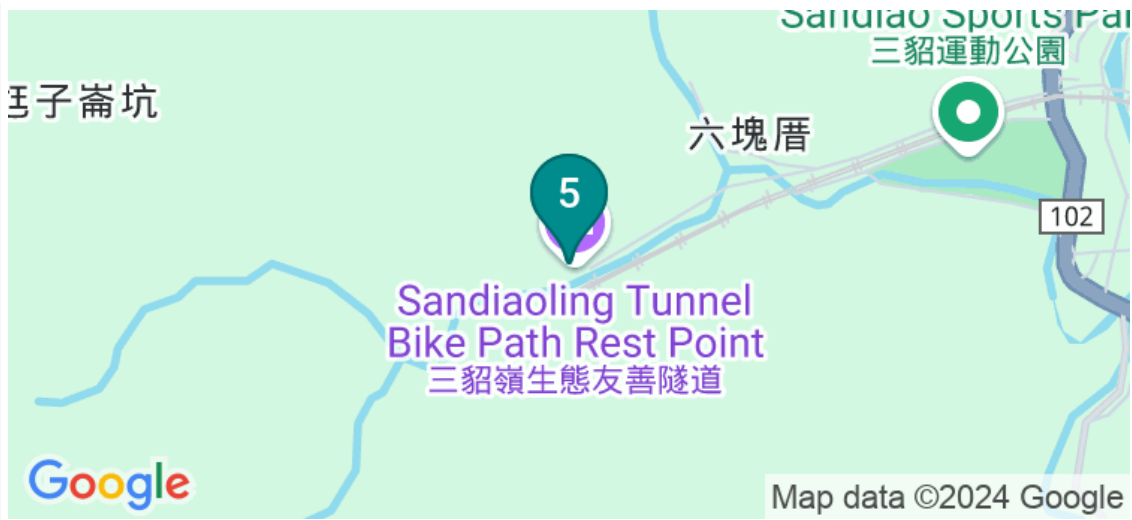 Sandiao Sports Par
三貂運動公園
子崙坑
六塊厝
5
102
Sandiaoling Tunnel
Bike Path Rest Point
三貂嶺生態友善隧道
Google
Map data ©2024 Google